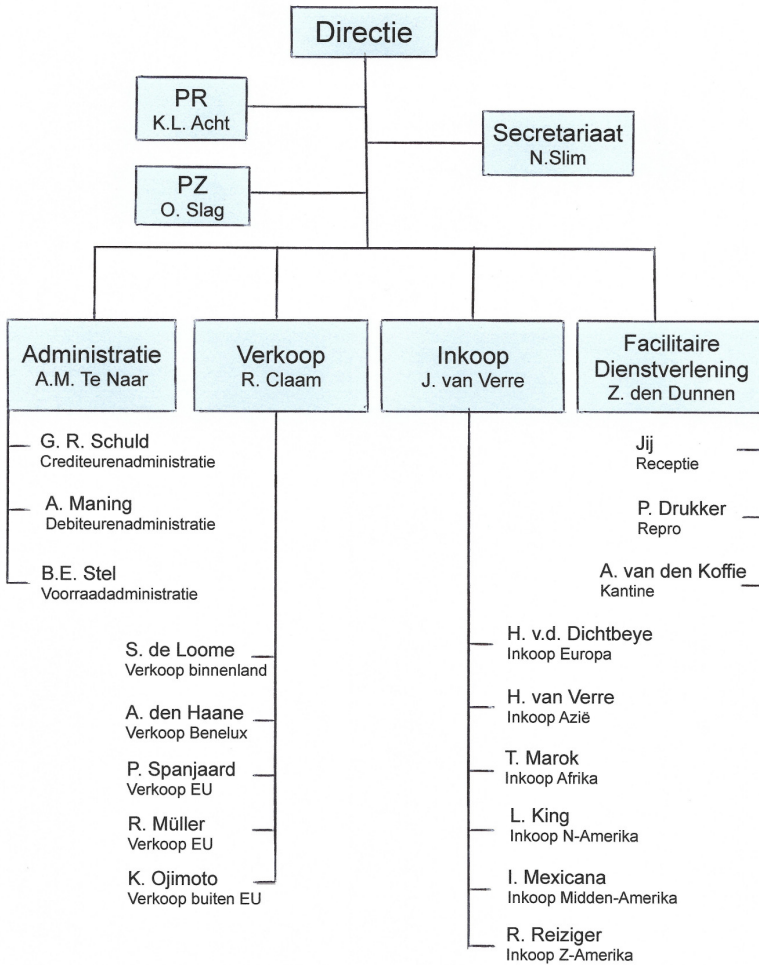 Directie
PR
K.L. Acht
Secretariaat
N.Slim
PZ
O. Slag
Administratie
A.M. Te Naar
Verkoop
R. Claam
Inkoop
J. van Verre
Facilitaire
Dienstverlening
Z. den Dunnen
G. R. Schuld
Crediteurenadministratie
A. Maning
Debiteurenadministratie
B.E. Stel
Voorraadadministratie
S. de Loome
Verkoop binnenland
A. den Haane
Verkoop Benelux
P. Spanjaard
Verkoop EU
R. Müller
Verkoop EU
K. Ojimoto
Verkoop buiten EU
H. v.d. Dichtbeye
Inkoop Europa
H. van Verre
Inkoop Azië
T. Marok
Inkoop Afrika
L. King
Inkoop N-Amerika
I. Mexicana
Inkoop Midden-Amerika
R. Reiziger
Inkoop Z-Amerika
Jij
Receptie
P. Drukker
Repro
A. van den Koffie
Kantine